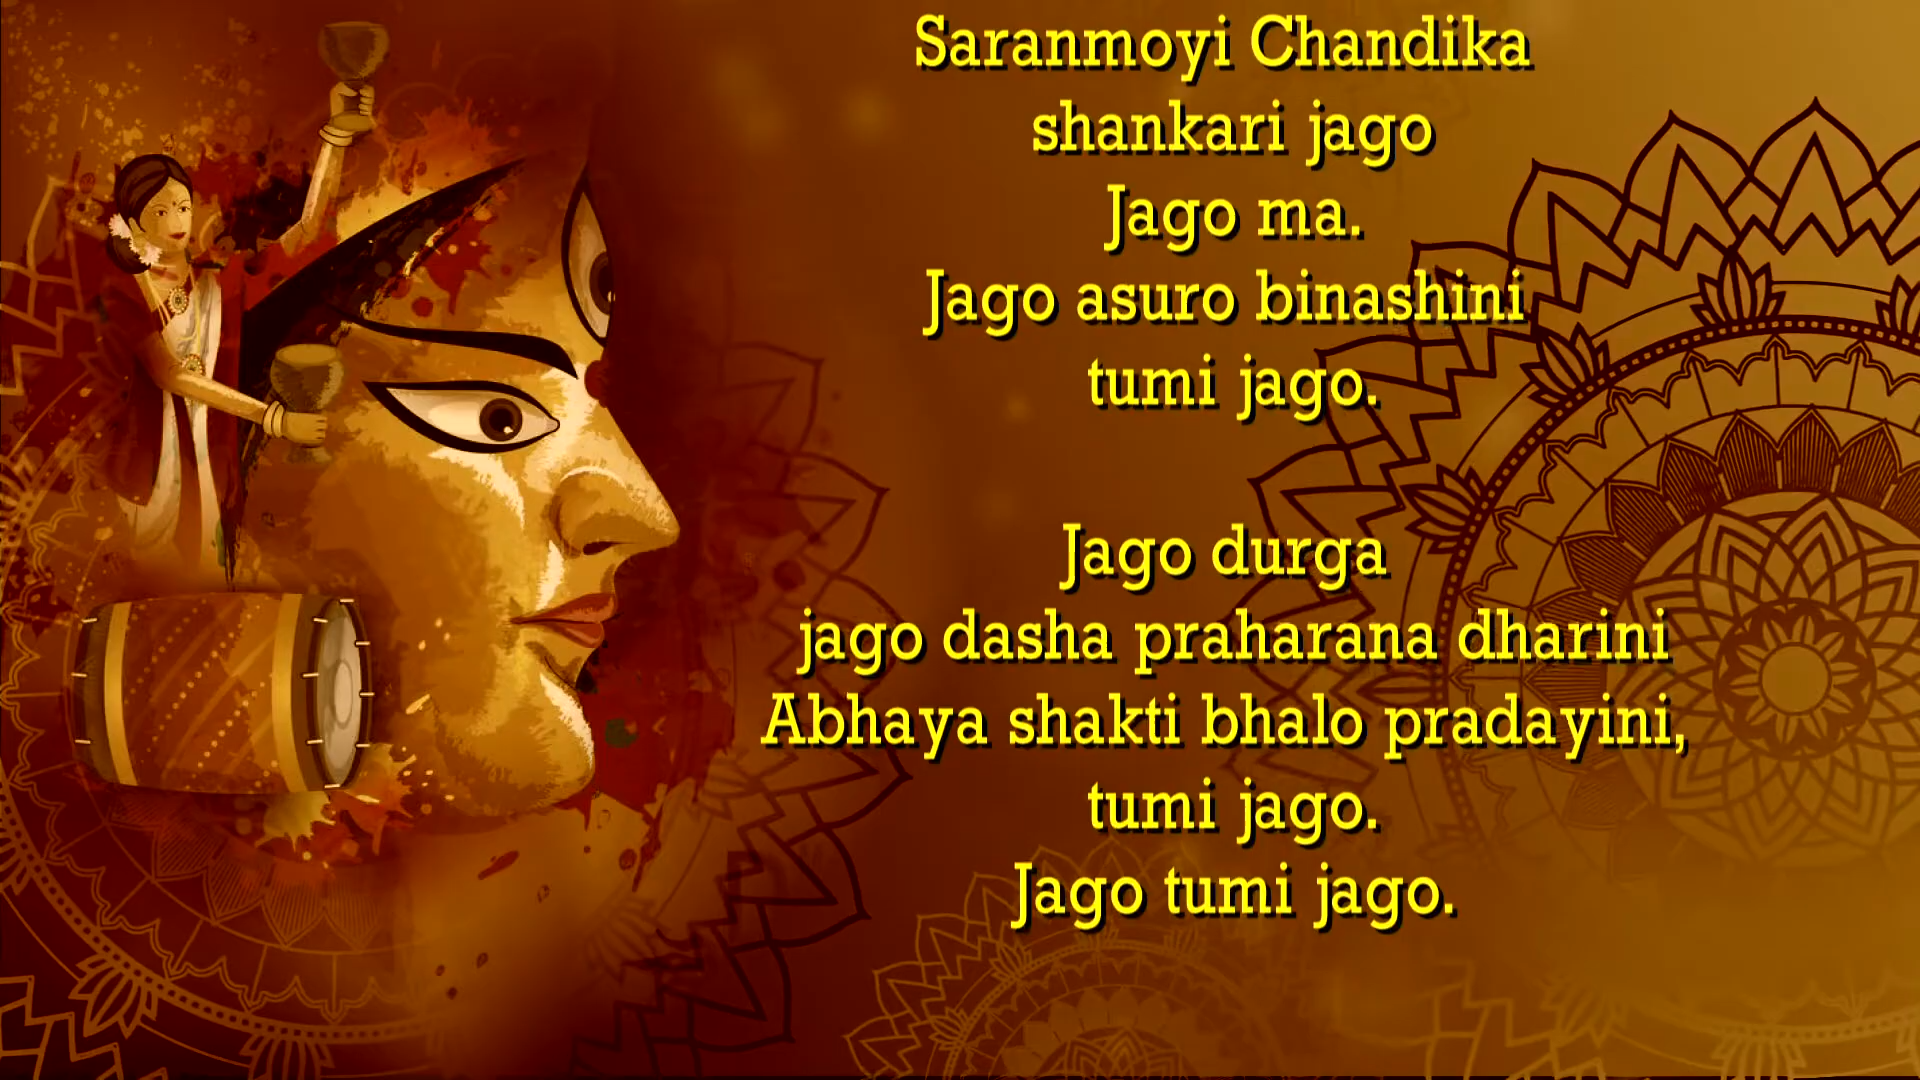 Saranmoyi Chandika
shankari jago
Jago ma.
Jago asuro binashini
tumi jago.
Jago durga
jago dasha praharana dharini
Abhaya shakti bhalo pradayini,
tumi jago.
Jago tumi jago.